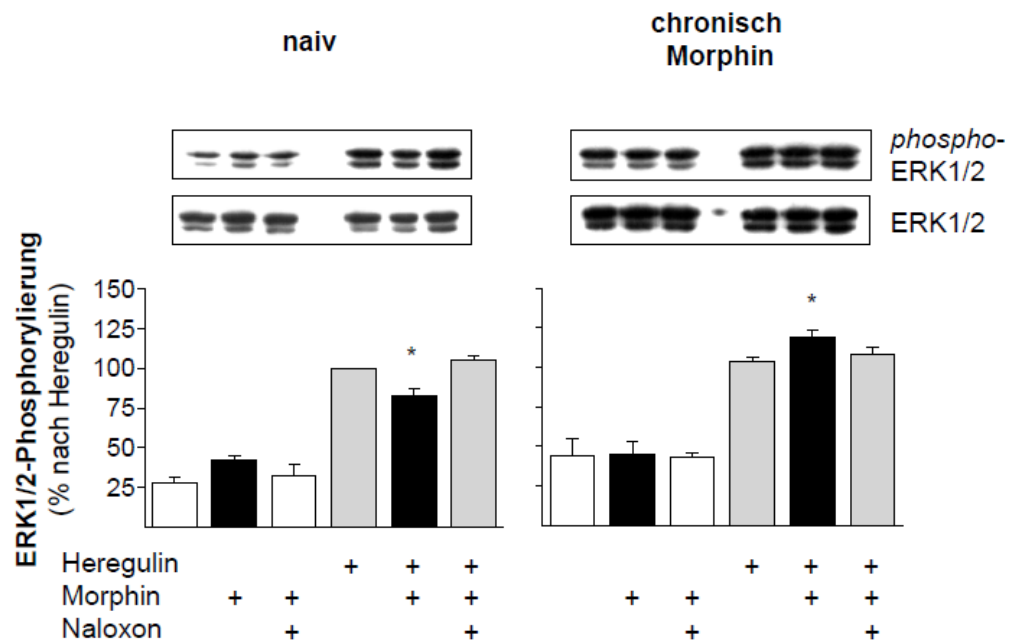 naiv
chronisch
Morphin
phospho-
ERK1/2
ERK1/2
ERK1/2-Phosphorylierung
(% nach Heregulin)
150
125
100
75
50
25
*
*
Heregulin + + + + + +
Morphin + + + + + + + +
Naloxon + + + +